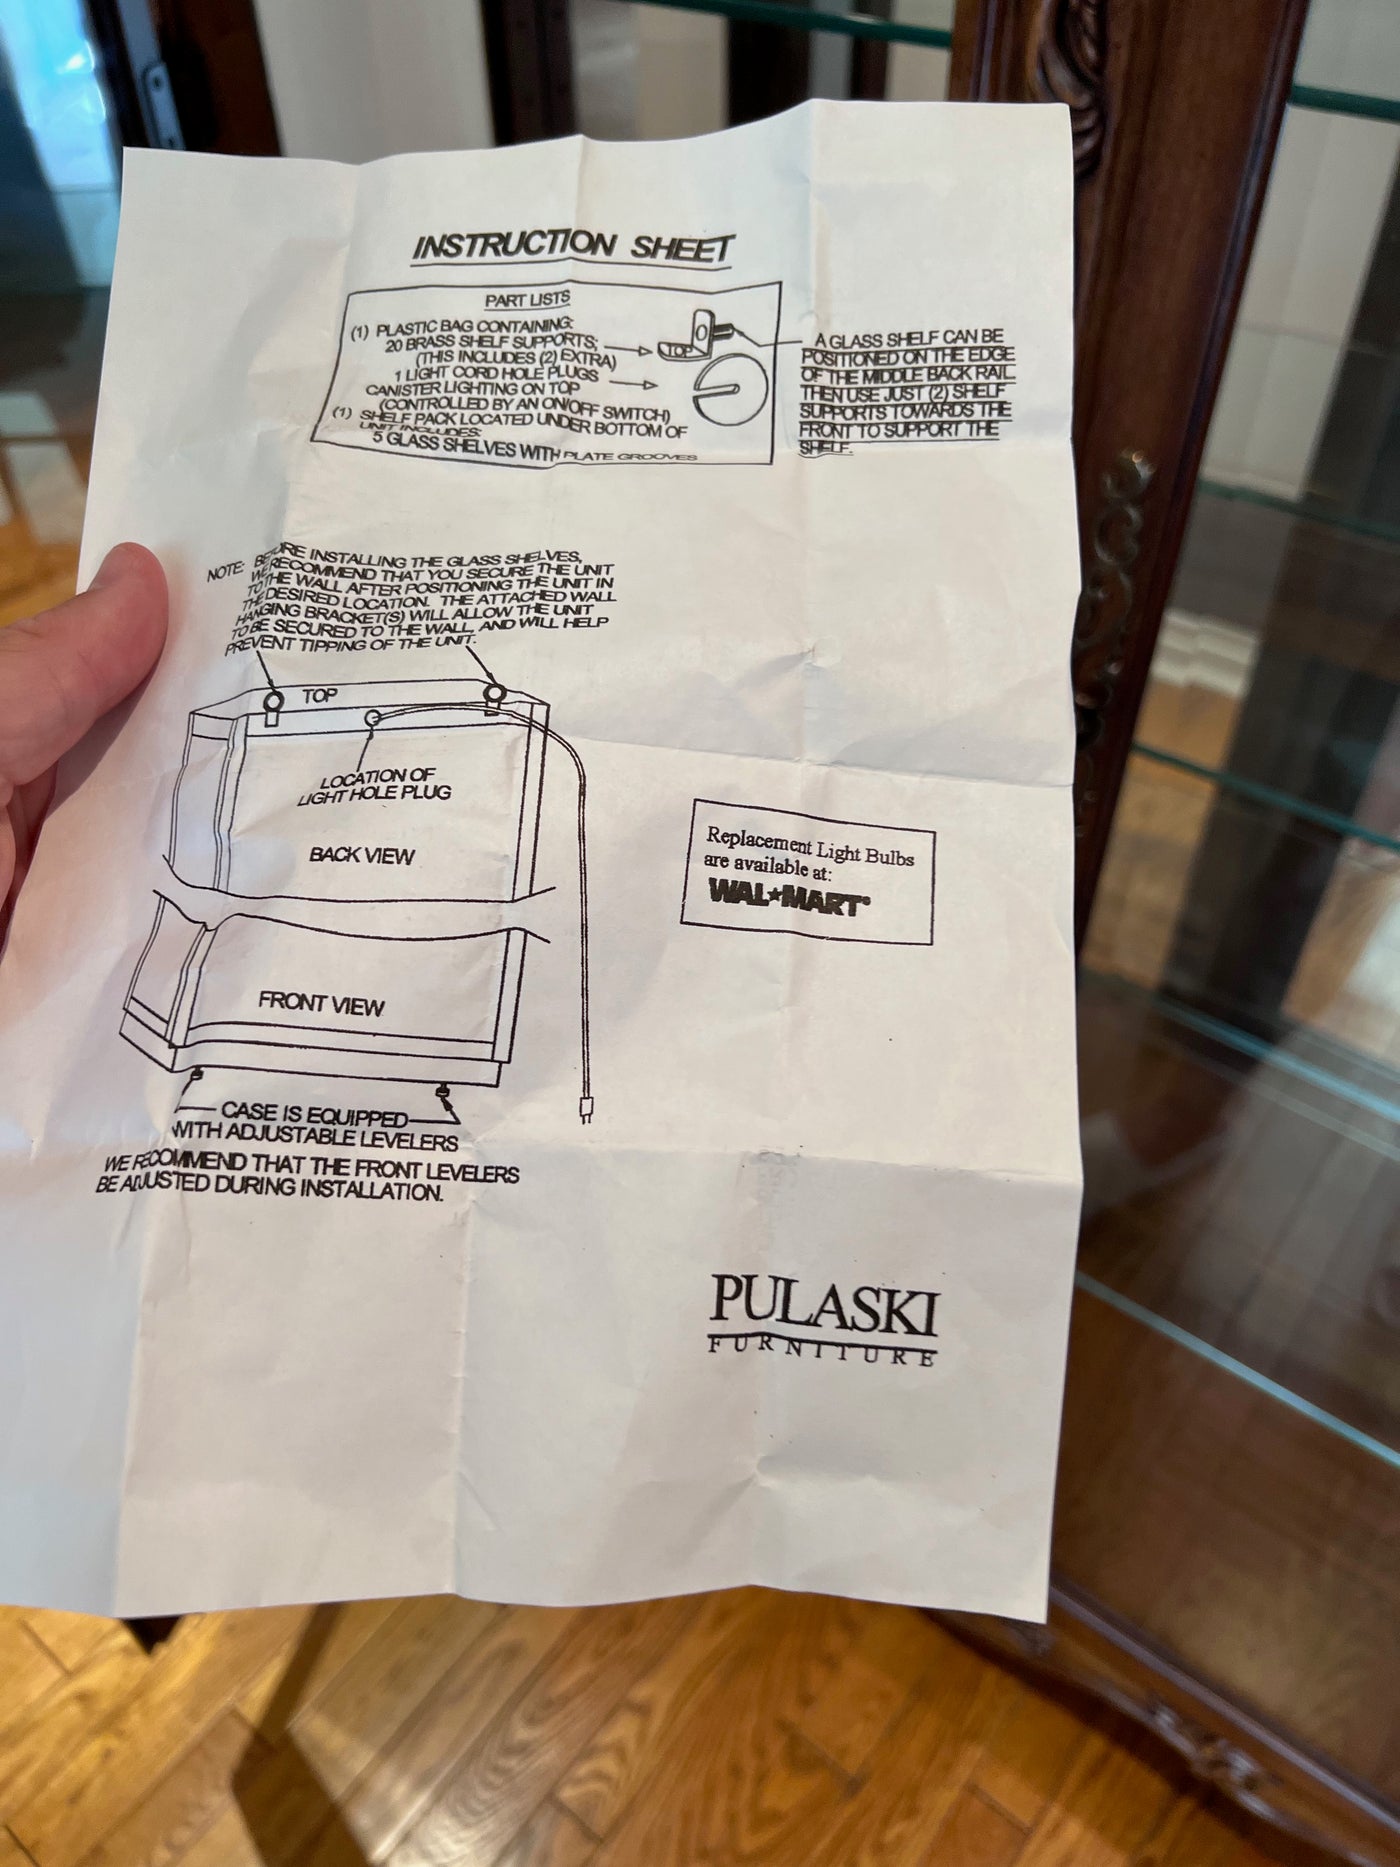 INSTRUCTION SHEET
PART LISTS
(1) PLASTIC BAG CONTAINING:
20 BRASS SHELF SUPPORTS;
(THIS INCLUDES (2) EXTRA)
1 LIGHT CORD HOLE PLUGS
CANISTER LIGHTING ON TOP
(CONTROLLED BY AN ON/OFF SWITCH)
(1) SHELF PACK LOCATED UNDER BOTTOM OF
UNIT INCLUDES:
5 GLASS SHELVES WITH PLATE GROOVES
TOP
A GLASS SHELF CAN BE
POSITIONED ON THE EDGE
OF THE MIDDLE BACK RAIL
THEN USE JUST (2) SHELF
SUPPORTS TOWARDS THE
FRONT TO SUPPORT THE
SHELF.
NOTE: BEFORE INSTALLING THE GLASS SHELVES,
WE RECOMMEND THAT YOU SECURE THE UNIT
TO THE WALL AFTER POSITIONING THE UNIT IN
THE DESIRED LOCATION. THE ATTACHED WALL
HANGING BRACKET(S) WILL ALLOW THE UNIT
TO BE SECURED TO THE WALL, AND WILL HELP
PREVENT TIPPING OF THE UNIT.
TOP
LOCATION OF
LIGHT HOLE PLUG
BACK VIEW
Replacement Light Bulbs
are available at:
WAL★MART®
FRONT VIEW
CASE IS EQUIPPED
WITH ADJUSTABLE LEVELERS
WE RECOMMEND THAT THE FRONT LEVELERS
BE ADJUSTED DURING INSTALLATION.
PULASKI
FURNITURE